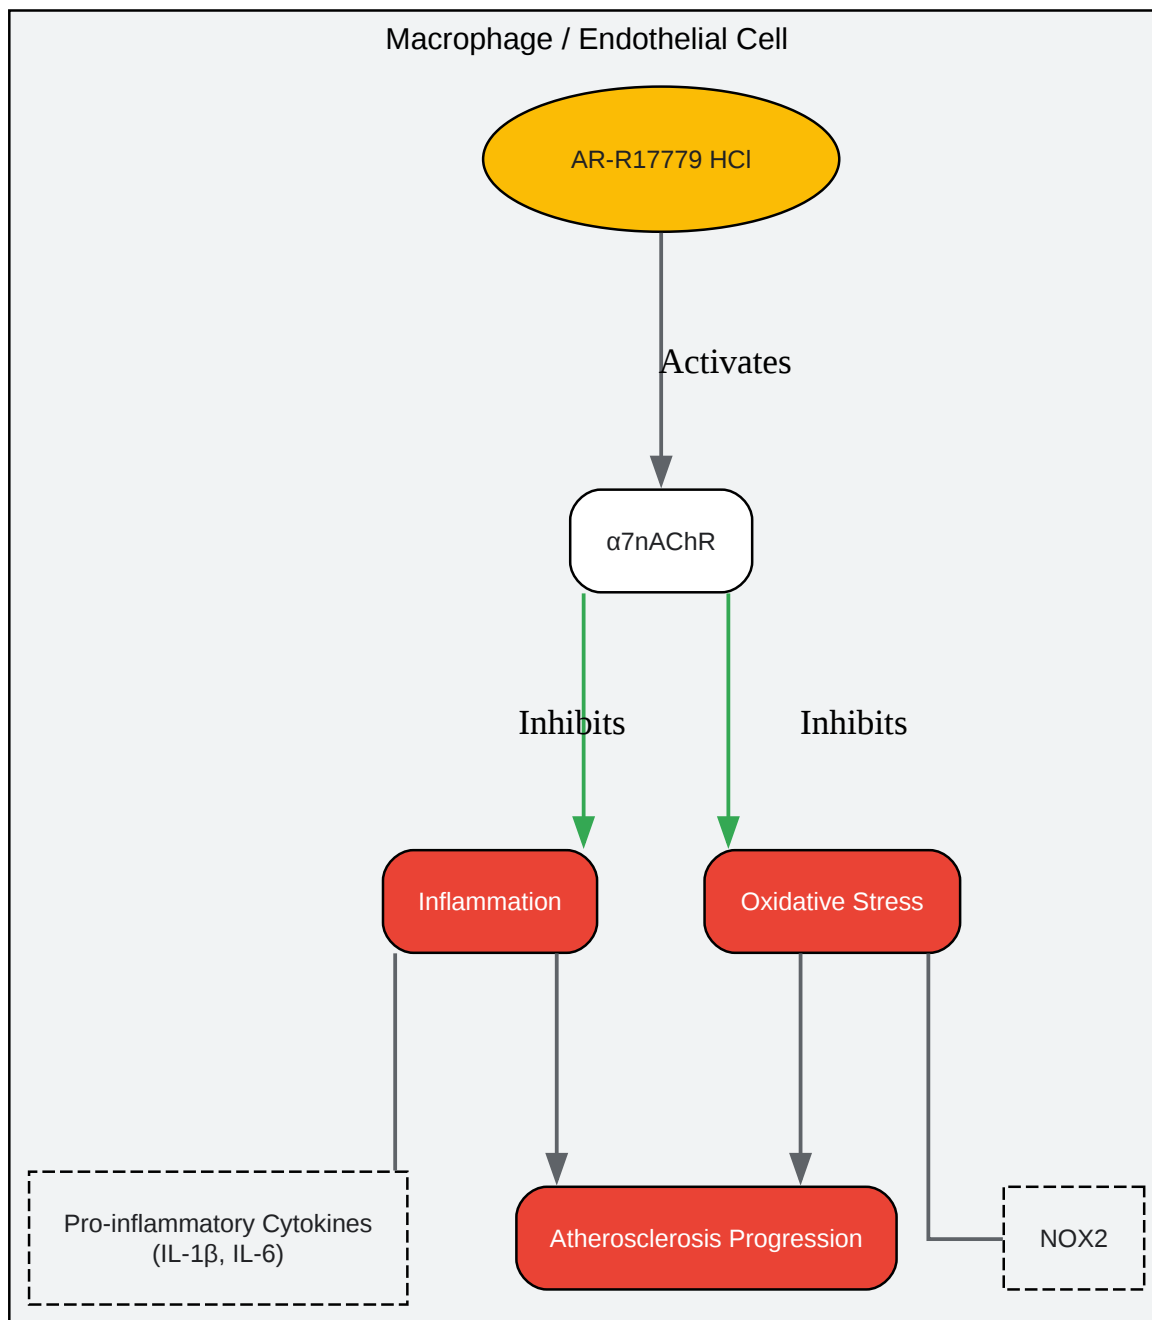 Macrophage / Endothelial Cell
AR-R17779 HCl
Activates
α7nAChR
Inhibits
Inhibits
Inflammation
Oxidative Stress
Pro-inflammatory Cytokines
(IL-1β, IL-6)
Atherosclerosis Progression
NOX2